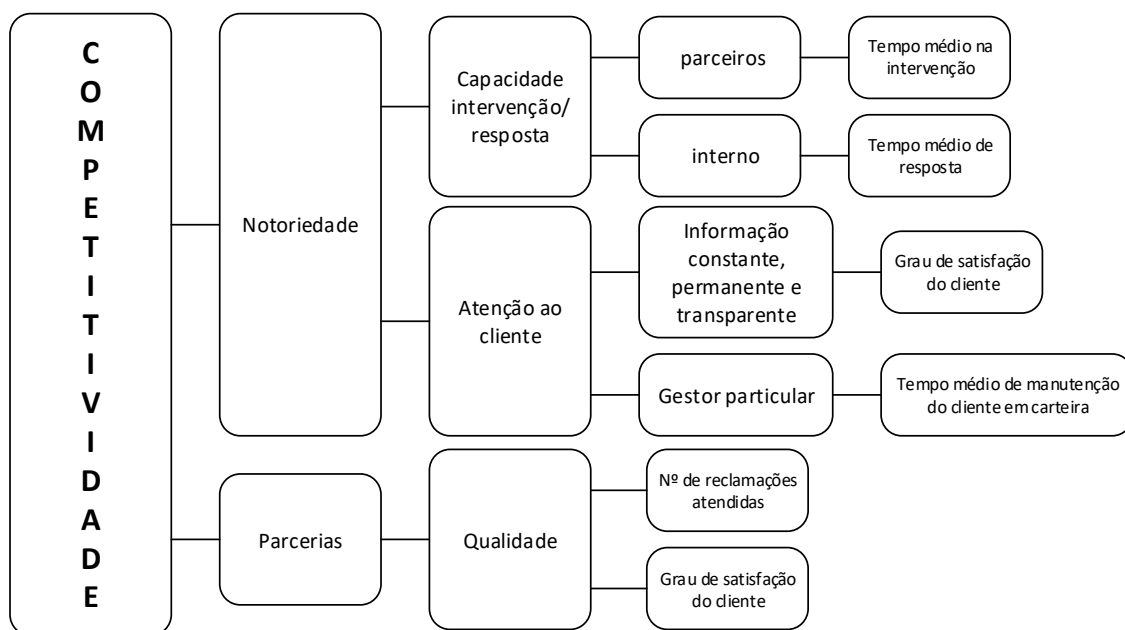 COMPETITIVIDADE
Notoriedade
Capacidade
intervenção/
resposta
parceiros
Tempo médio na
intervenção
interno
Tempo médio de
resposta
Atenção ao
cliente
Informação
constante,
permanente e
transparente
Grau de satisfação
do cliente
Gestor particular
Tempo médio de manutenção
do cliente em carteira
Parcerias
Qualidade
Nº de reclamações
atendidas
Grau de satisfação
do cliente